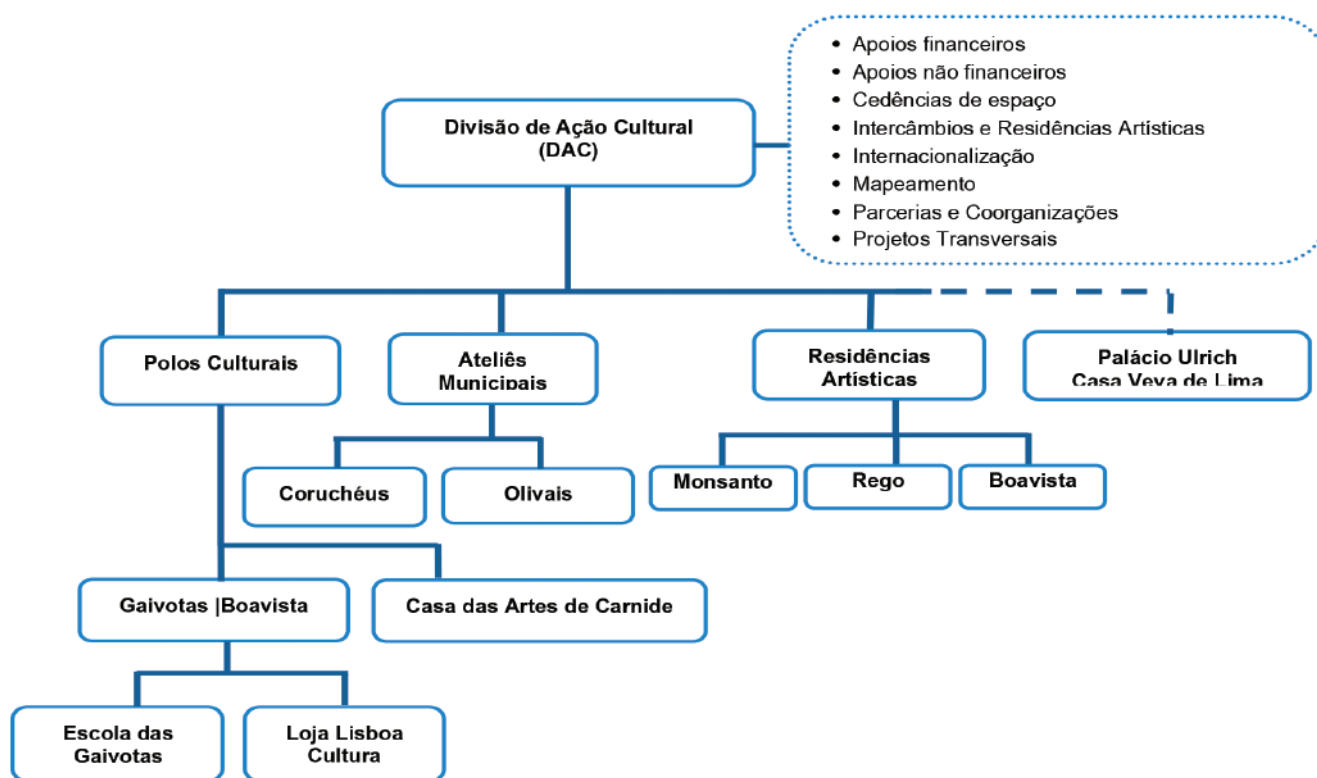 • Apoios financeiros
• Apoios não financeiros
• Cedências de espaço
• Intercâmbios e Residências Artísticas
• Internacionalização
• Mapeamento
• Parcerias e Coorganizações
• Projetos Transversais
Divisão de Ação Cultural
(DAC)
Polos Culturais
Ateliês
Municipais
Residências
Artísticas
Palácio Ulrich
Casa Veva de Lima
Coruchéus
Olivais
Monsanto
Rego
Boavista
Gaivotas |Boavista
Casa das Artes de Carnide
Escola das
Gaivotas
Loja Lisboa
Cultura